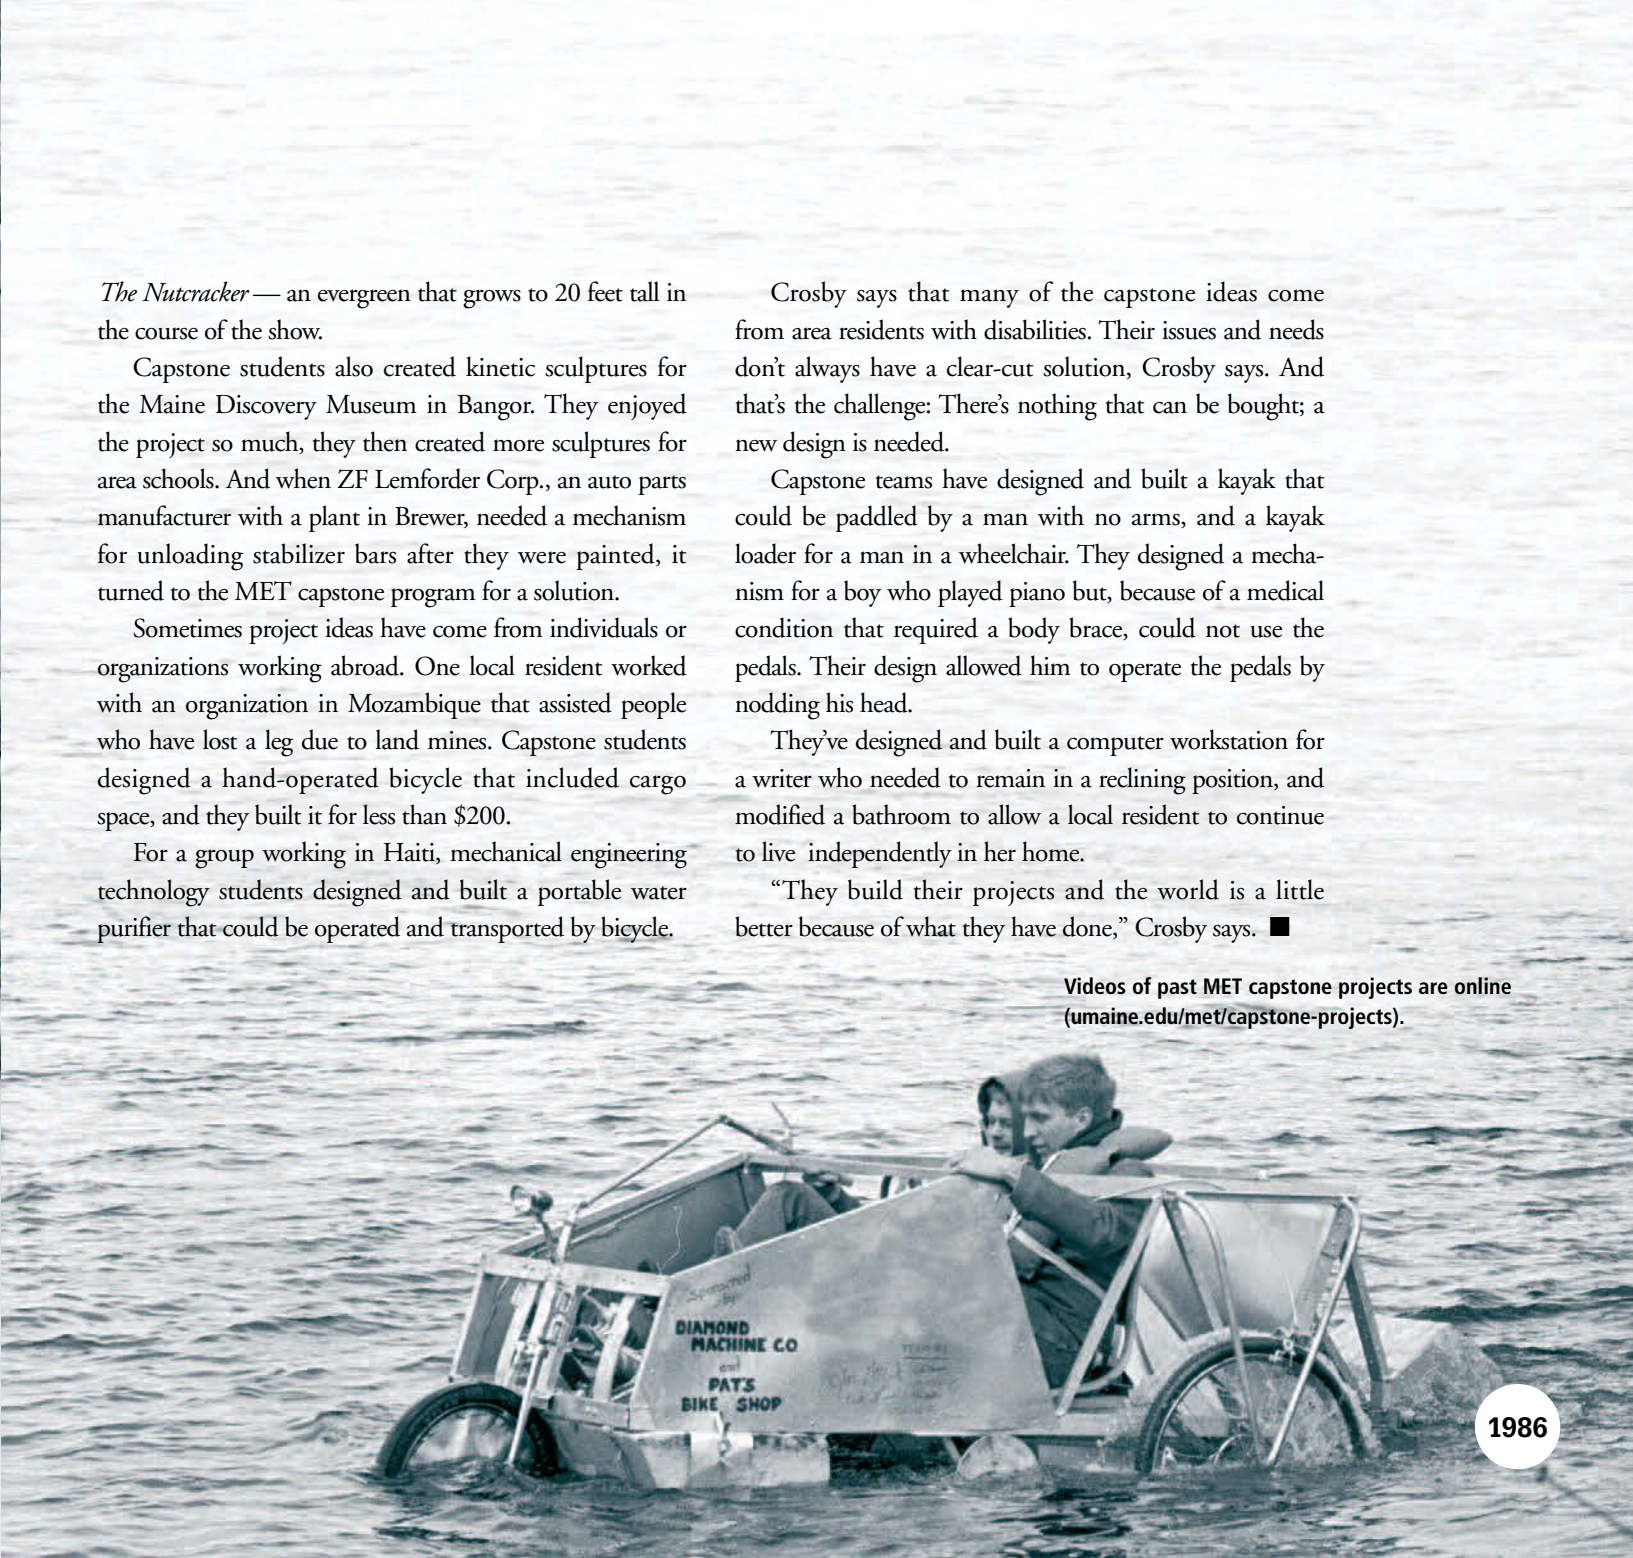 The Nutcracker — an evergreen that grows to 20 feet tall in
the course of the show.
Capstone students also created kinetic sculptures for
the Maine Discovery Museum in Bangor. They enjoyed
the project so much, they then created more sculptures for
area schools. And when ZF Lemforder Corp., an auto parts
manufacturer with a plant in Brewer, needed a mechanism
for unloading stabilizer bars after they were painted, it
turned to the MET capstone program for a solution.
Sometimes project ideas have come from individuals or
organizations working abroad. One local resident worked
with an organization in Mozambique that assisted people
who have lost a leg due to land mines. Capstone students
designed a hand-operated bicycle that included cargo
space, and they built it for less than $200.
For a group working in Haiti, mechanical engineering
technology students designed and built a portable water
purifier that could be operated and transported by bicycle.
Crosby says that many of the capstone ideas come
from area residents with disabilities. Their issues and needs
don’t always have a clear-cut solution, Crosby says. And
that’s the challenge: There’s nothing that can be bought; a
new design is needed.
Capstone teams have designed and built a kayak that
could be paddled by a man with no arms, and a kayak
loader for a man in a wheelchair. They designed a mecha-
nism for a boy who played piano but, because of a medical
condition that required a body brace, could not use the
pedals. Their design allowed him to operate the pedals by
nodding his head.
They’ve designed and built a computer workstation for
a writer who needed to remain in a reclining position, and
modified a bathroom to allow a local resident to continue
to live independently in her home.
“They build their projects and the world is a little
better because of what they have done,” Crosby says. ■
Videos of past MET capstone projects are online
(umaine.edu/met/capstone-projects).
Sponsored
by
DIAMOND
MACHINE CO
and
PAT'S
BIKE SHOP
1986